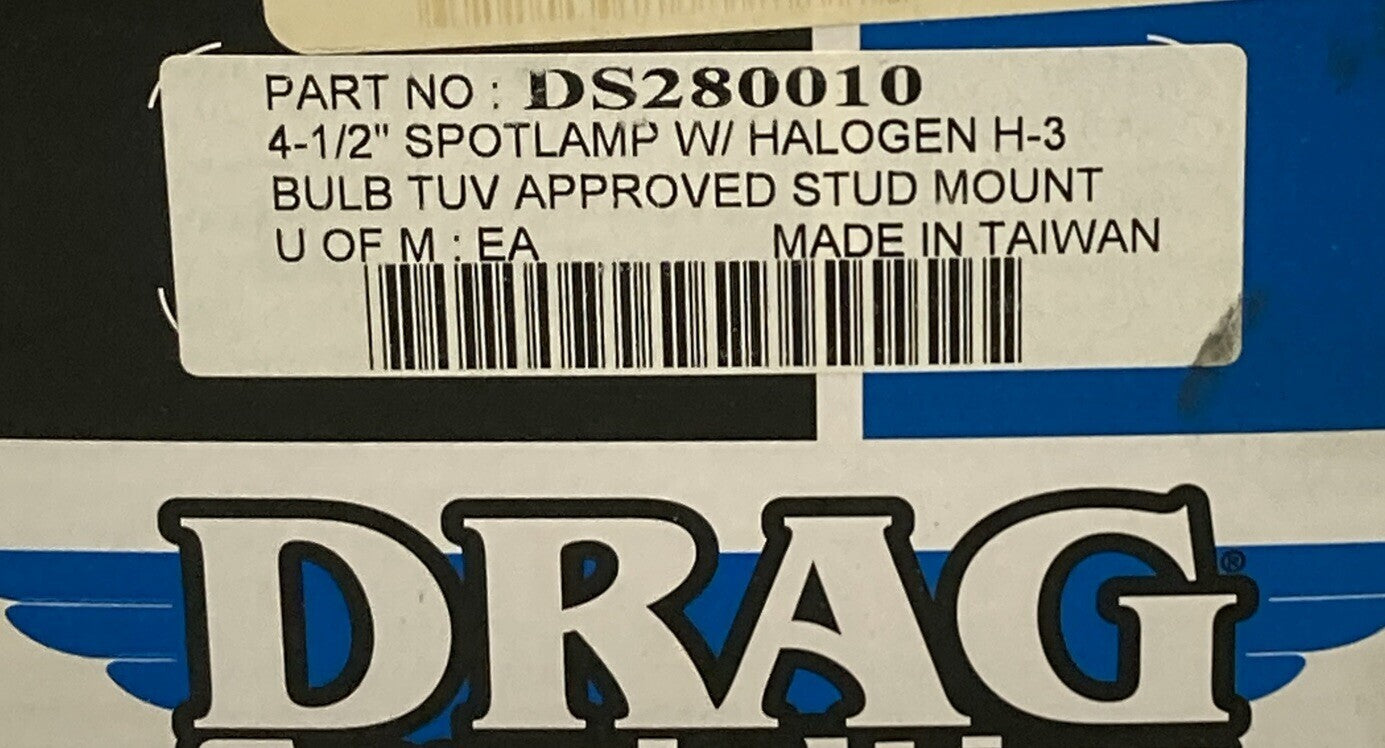 PART NO : DS280010
4-1/2" SPOTLAMP W/ HALOGEN H-3
BULB TUV APPROVED STUD MOUNT
U OF M : EA MADE IN TAIWAN
DRAG®